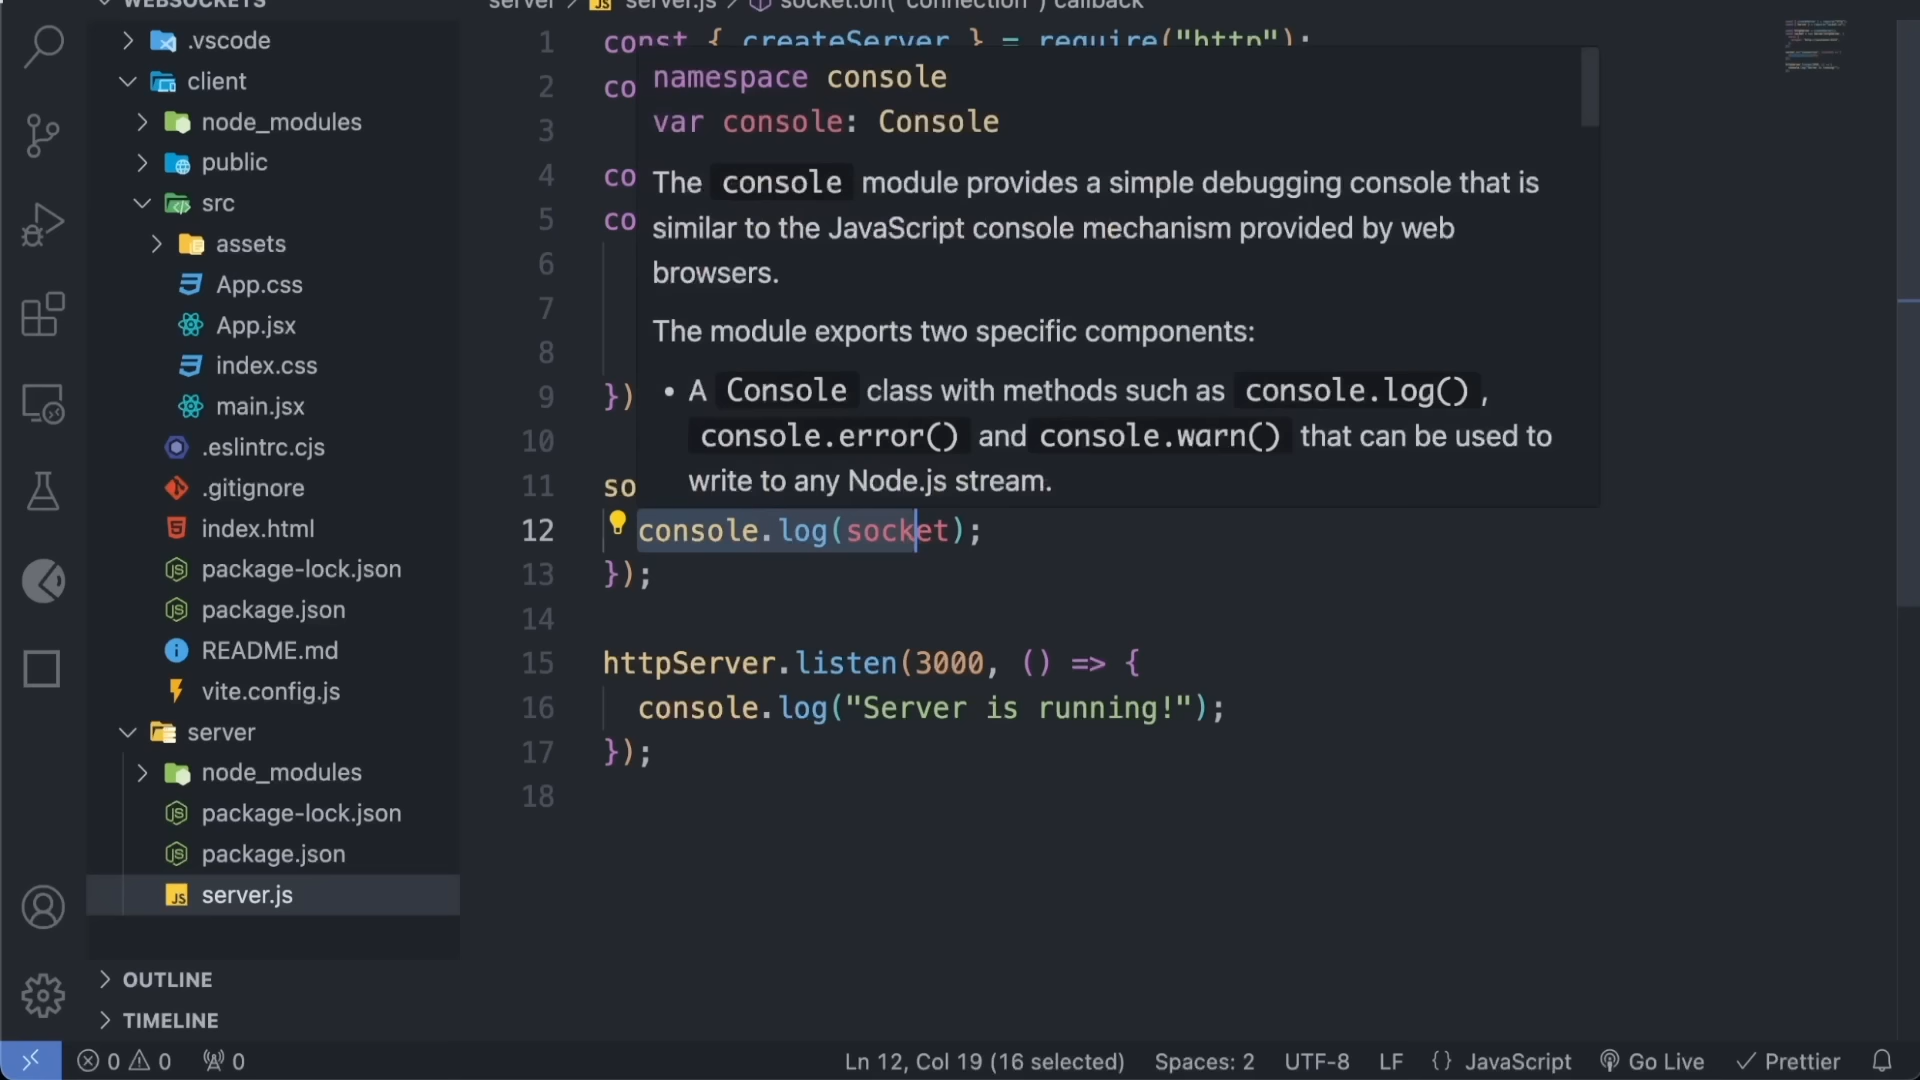 WEBSOCKETS
.vscode
client
node_modules
public
src
assets
App.css
App.jsx
index.css
main.jsx
.eslintrc.cjs
.gitignore
index.html
package-lock.json
package.json
README.md
vite.config.js
server
node_modules
package-lock.json
package.json
server.js
OUTLINE
TIMELINE
server > JS server.js > socket.on("connection") callback
1 const { createServer } = require("http");
2 co
3
4 co
5 co
6
7
8
9 })
10
11 so
namespace console
var console: Console
The console module provides a simple debugging console that is
similar to the JavaScript console mechanism provided by web
browsers.
The module exports two specific components:
• A Console class with methods such as console.log(),
console.error() and console.warn() that can be used to
write to any Node.js stream.
12 console.log(socket);
13 });
14
15 httpServer.listen(3000, () => {
16 console.log("Server is running!");
17 });
18
0 0 0 Ln 12, Col 19 (16 selected) Spaces: 2 UTF-8 LF {} JavaScript Go Live Prettier